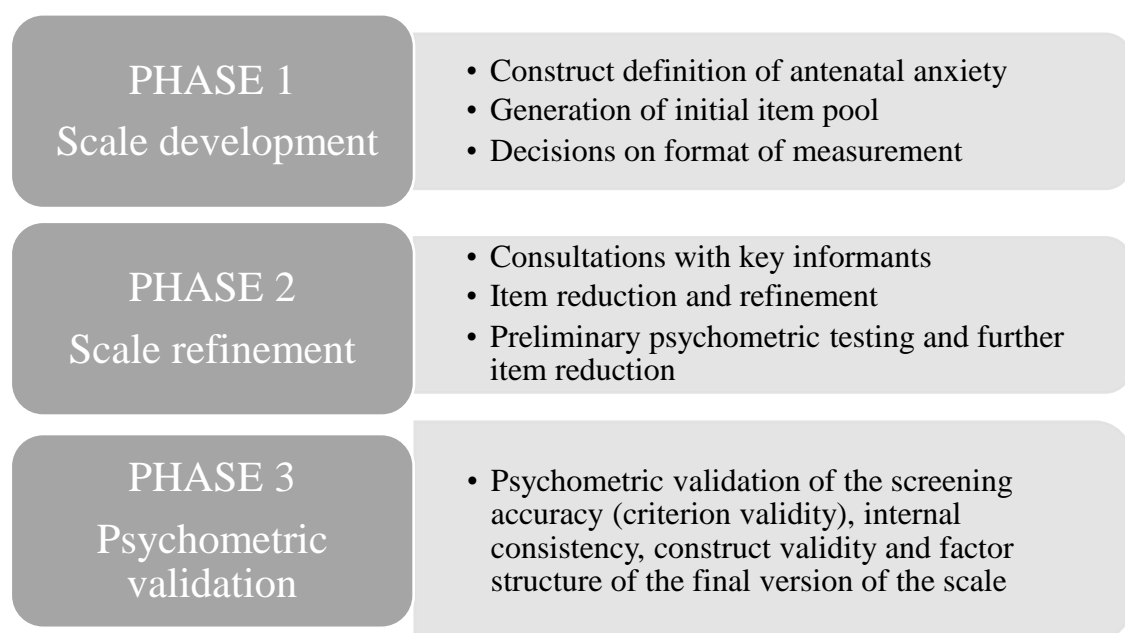 PHASE 1
Scale development
• Construct definition of antenatal anxiety
• Generation of initial item pool
• Decisions on format of measurement
PHASE 2
Scale refinement
• Consultations with key informants
• Item reduction and refinement
• Preliminary psychometric testing and further
item reduction
PHASE 3
Psychometric
validation
• Psychometric validation of the screening
accuracy (criterion validity), internal
consistency, construct validity and factor
structure of the final version of the scale